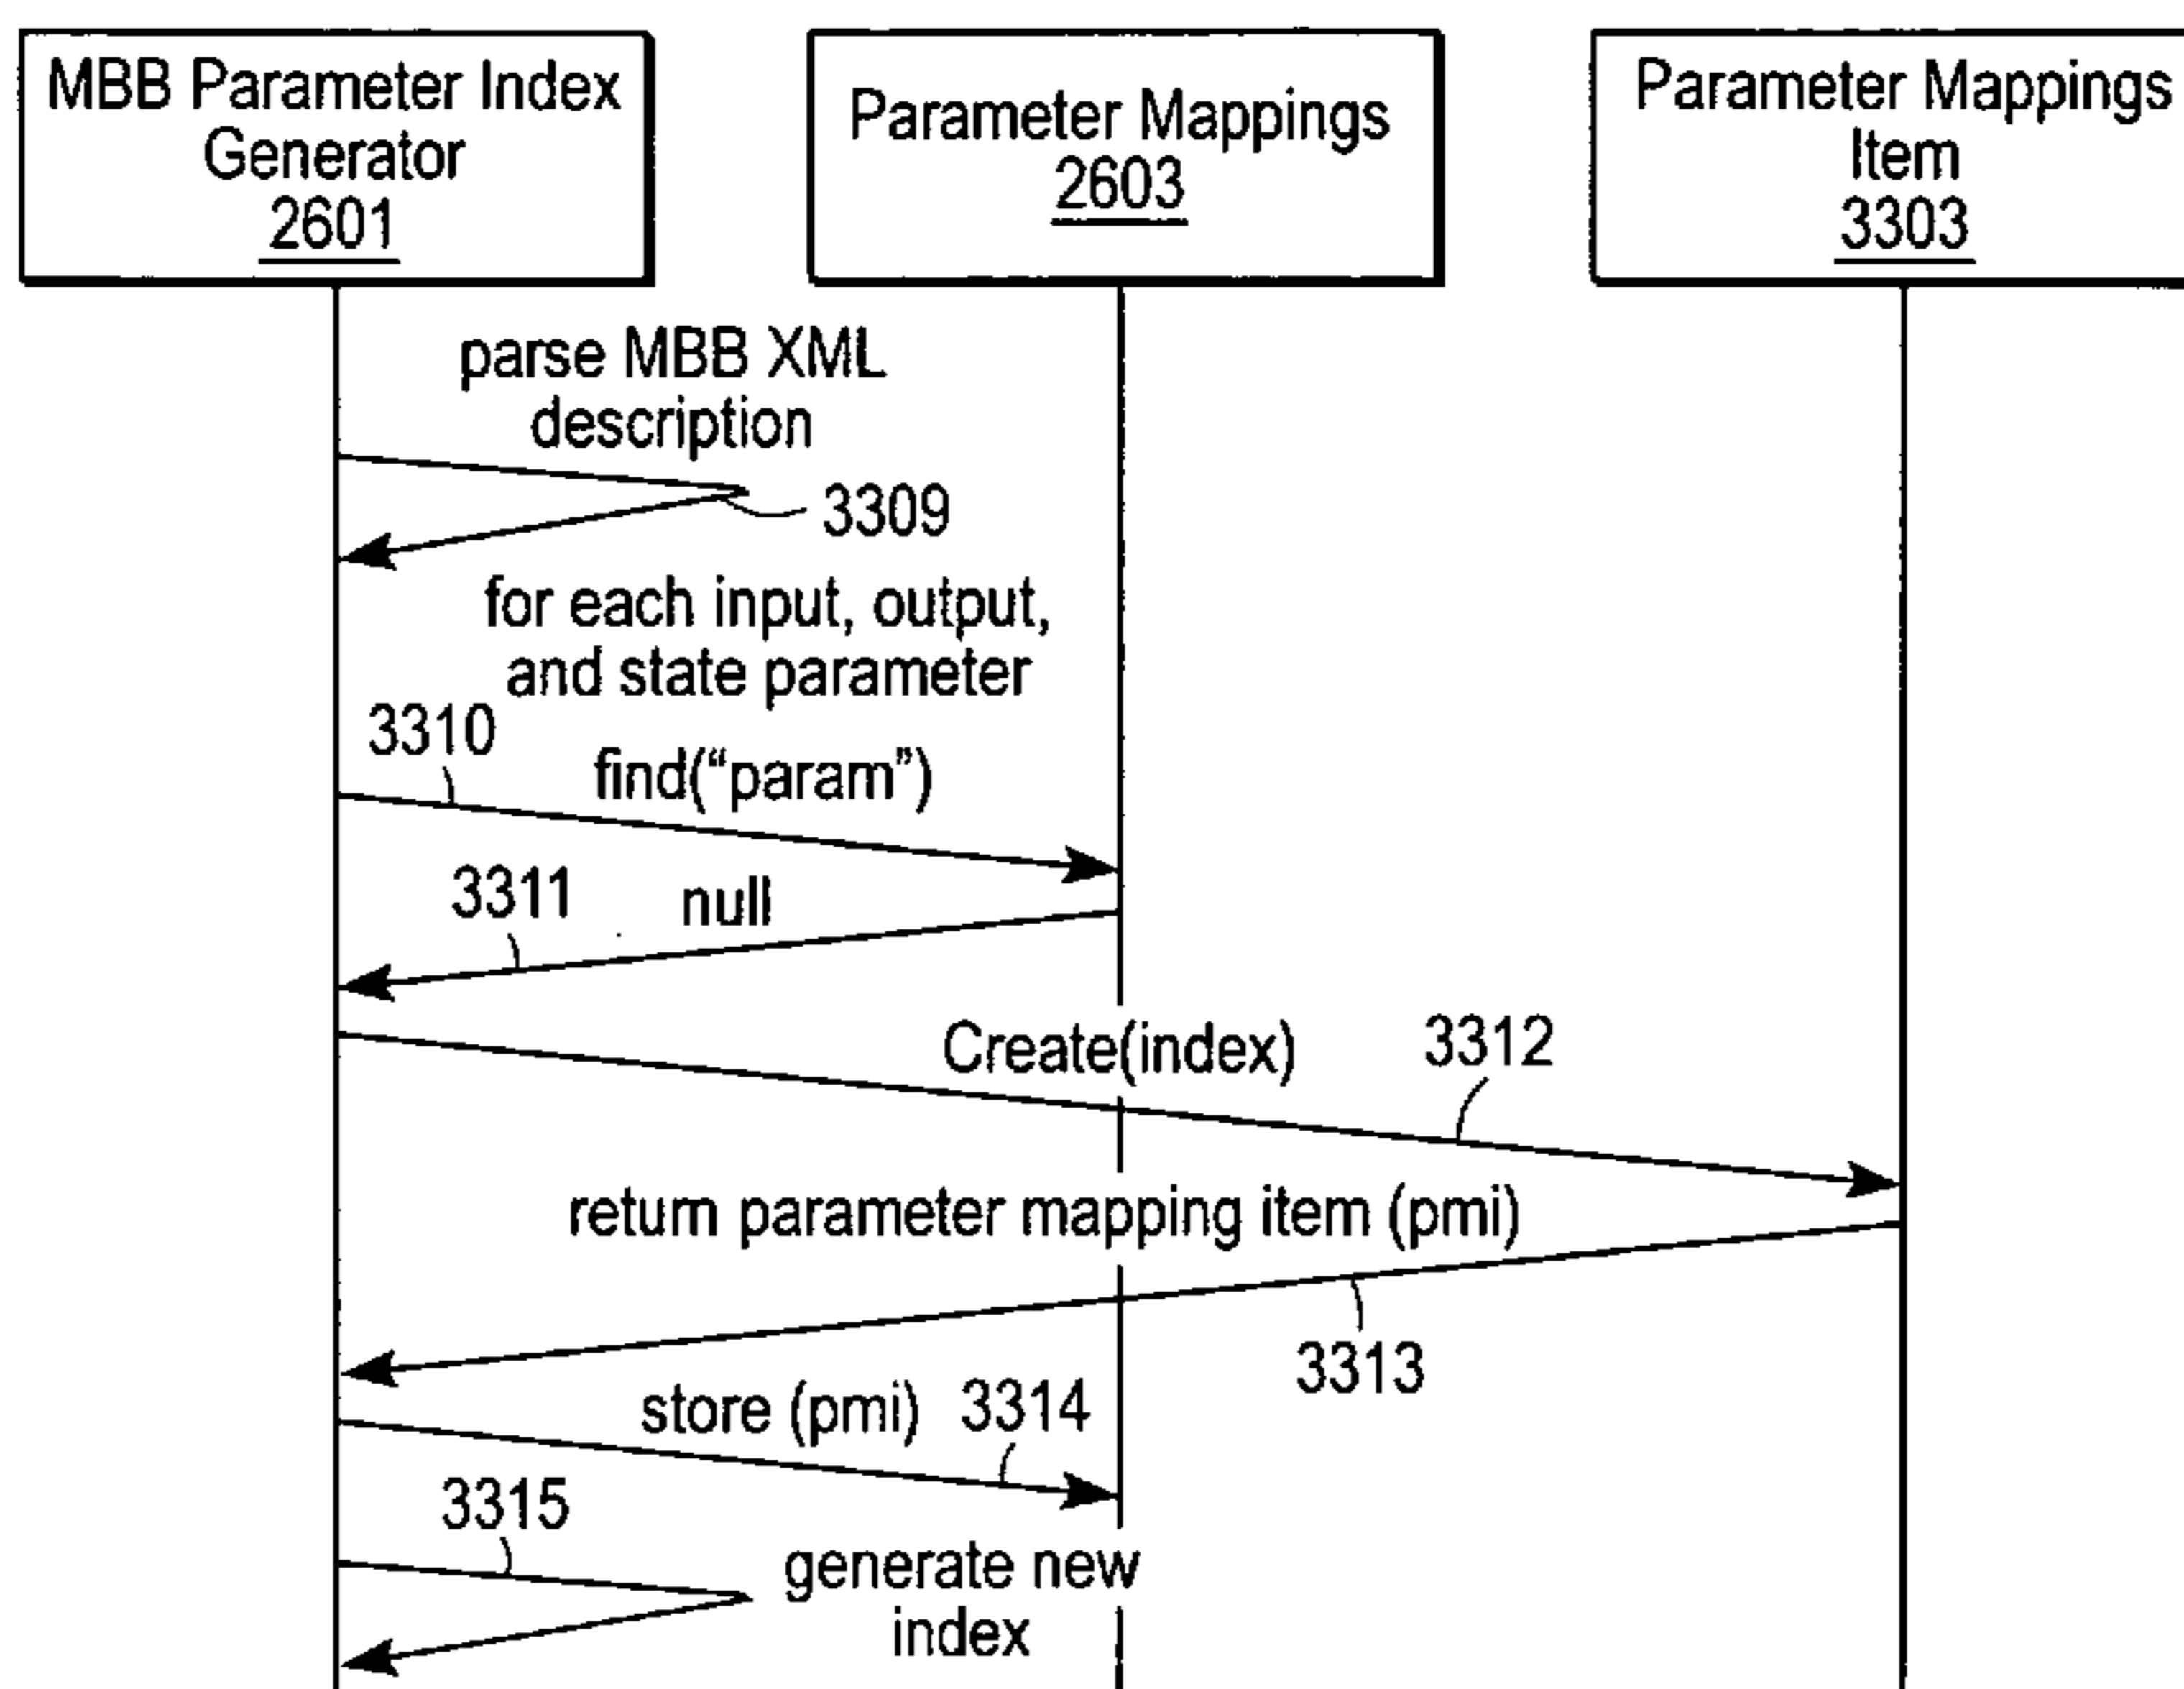 MBB Parameter Index
Generator
2601
Parameter Mappings
2603
Parameter Mappings
Item
3303
parse MBB XML
description
3309
for each input, output,
and state parameter
3310
find(“param”)
3311
null
Create(index)
3312
return parameter mapping item (pmi)
3313
store (pmi)
3314
3315
generate new
index